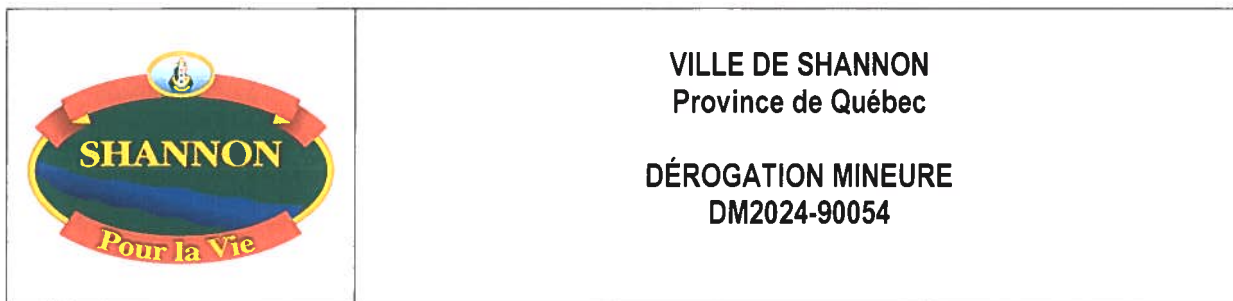 SHANNON
Pour la Vie
VILLE DE SHANNON
Province de Québec
DÉROGATION MINEURE
DM2024-90054